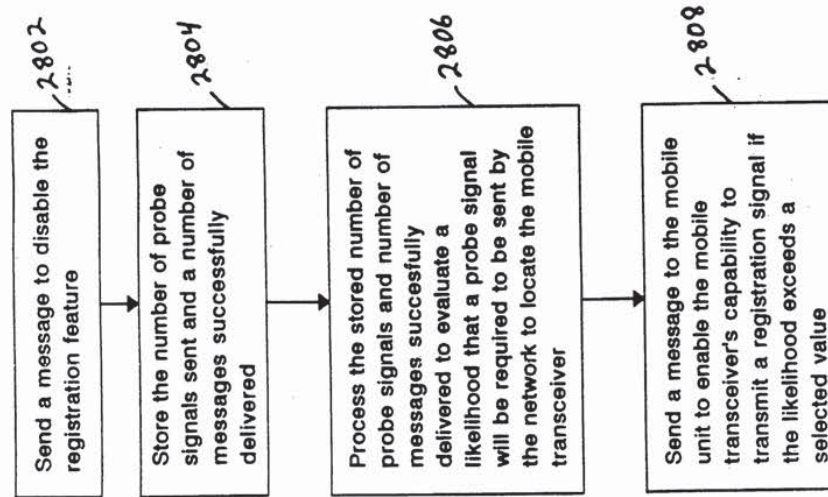 2802
Send a message to disable the
registration feature
2804
Store the number of probe
signals sent and a number of
messages successfully
delivered
2806
Process the stored number of
probe signals and number of
messages succesfully
delivered to evaluate a
likelihood that a probe signal
will be required to be sent by
the network to locate the mobile
transceiver
2808
Send a message to the mobile
unit to enable the mobile
transceiver's capability to
transmit a registration signal if
the likelihood exceeds a
selected value